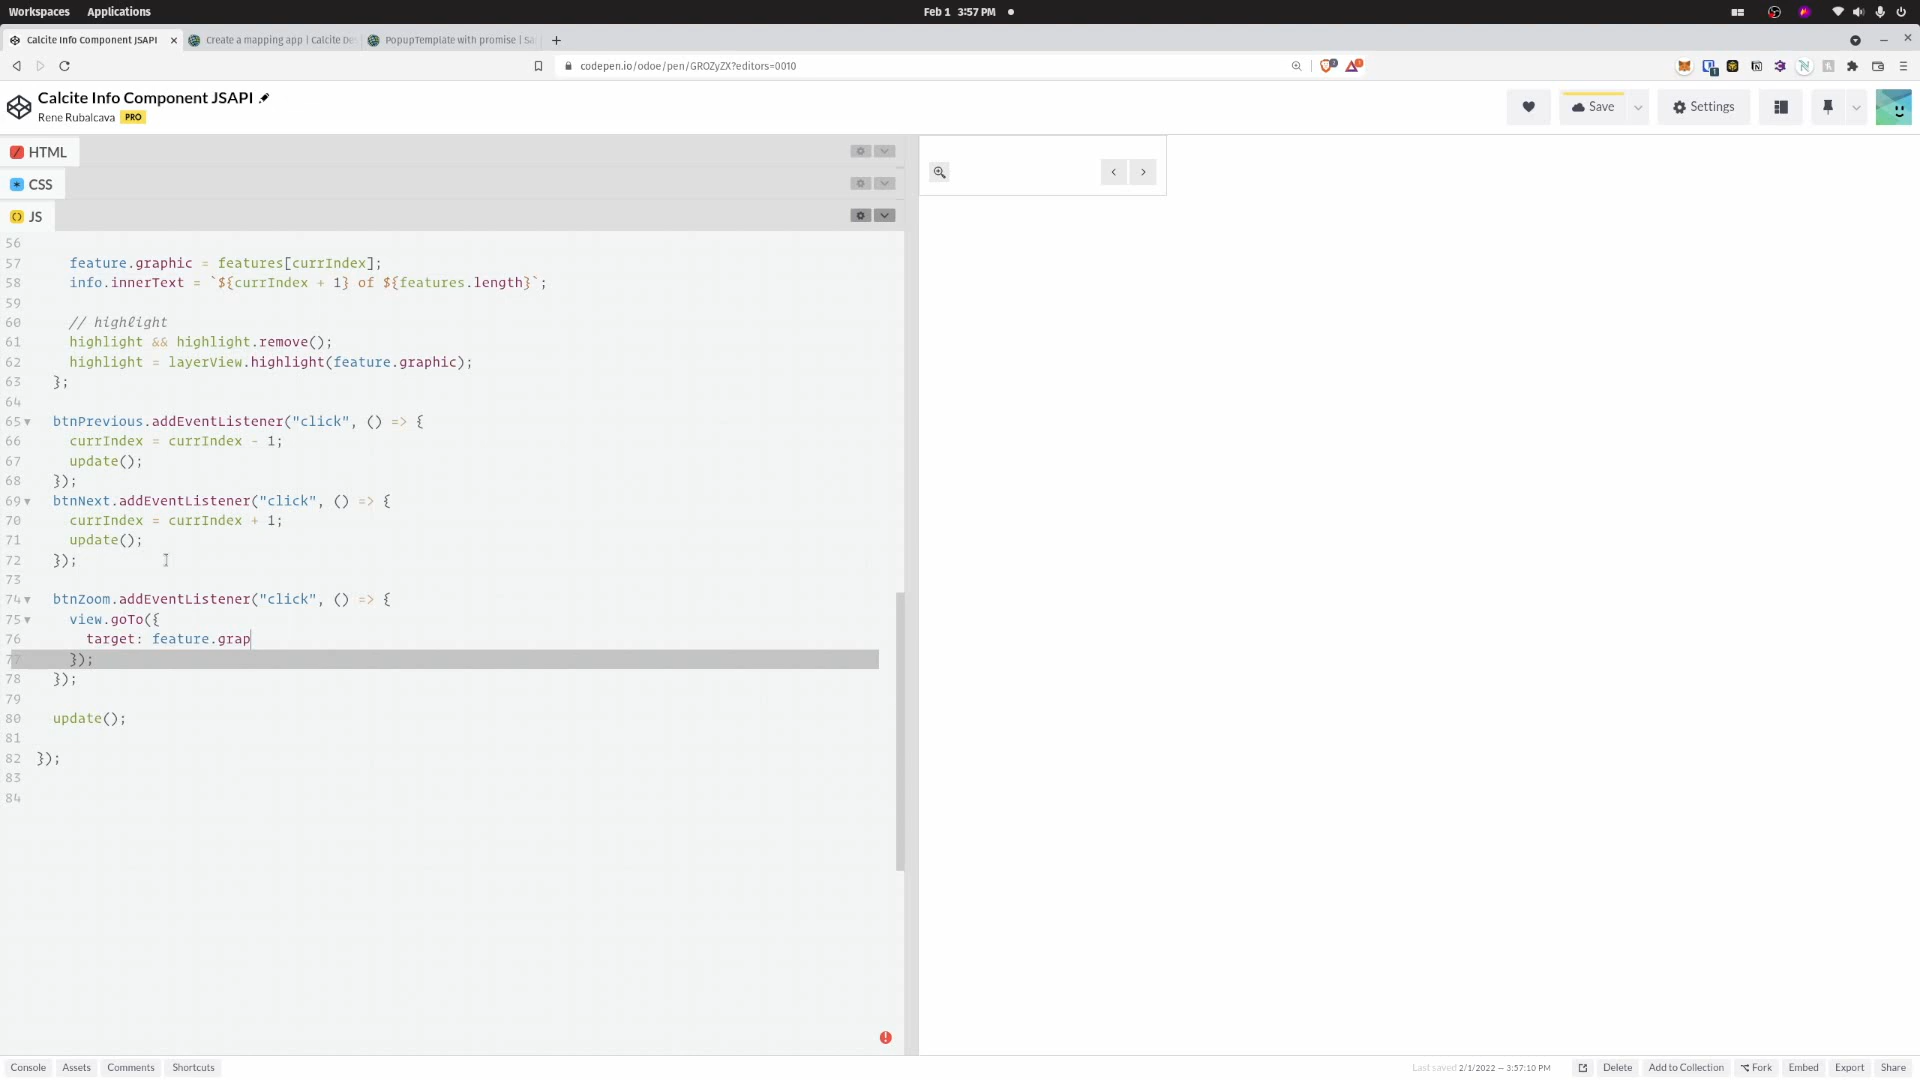 Workspaces Applications Feb 1 3:57 PM
Calcite Info Component JSAPI Create a mapping app | Calcite De PopupTemplate with promise | Sa
codepen.io/odoe/pen/GROZyZX?editors=0010
Calcite Info Component JSAPI
Rene Rubalcava PRO
Save Settings
HTML
CSS
JS
56
57 feature.graphic = features[currIndex];
58 info.innerText = `${currIndex + 1} of ${features.length}`;
59
60 // highlight
61 highlight && highlight.remove();
62 highlight = layerView.highlight(feature.graphic);
63 };
64
65 btnPrevious.addEventListener("click", () => {
66 currIndex = currIndex - 1;
67 update();
68 });
69 btnNext.addEventListener("click", () => {
70 currIndex = currIndex + 1;
71 update();
72 });
73
74 btnZoom.addEventListener("click", () => {
75 view.goTo({
76 target: feature.grap
77 });
78 });
79
80 update();
81
82 });
83
84
Console Assets Comments Shortcuts Last saved 2/1/2022 — 3:57:10 PM Delete Add to Collection Fork Embed Export Share